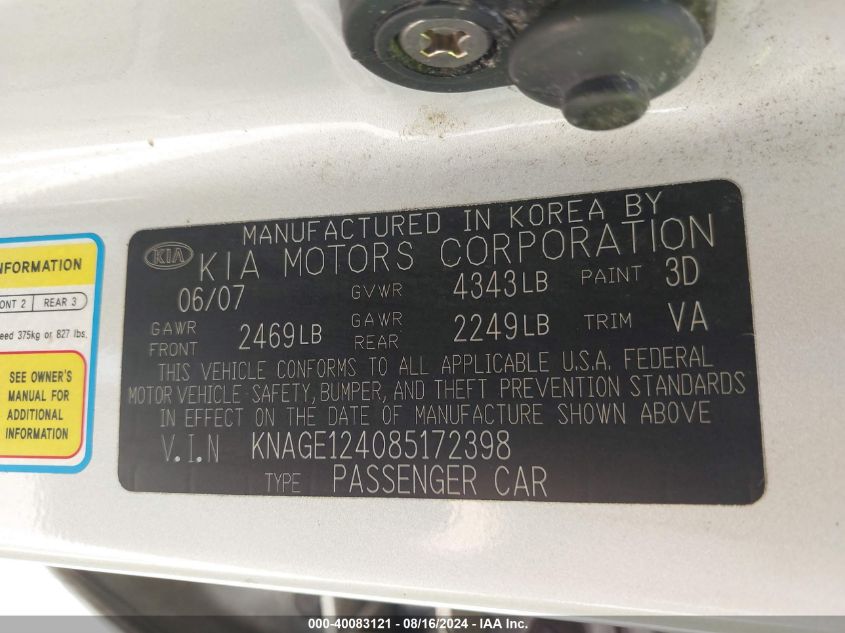 MANUFACTURED IN KOREA BY
KIA KIA MOTORS CORPORATION
06/07 GVWR 4343LB PAINT 3D
GAWR FRONT 2469LB GAWR REAR 2249LB TRIM VA
THIS VEHICLE CONFORMS TO ALL APPLICABLE U.S.A. FEDERAL
MOTOR VEHICLE SAFETY, BUMPER, AND THEFT PREVENTION STANDARDS
IN EFFECT ON THE DATE OF MANUFACTURE SHOWN ABOVE
V.I.N KNAGE124085172398
TYPE PASSENGER CAR
NFORMATION
ONT 2 REAR 3
eed 375kg or 827 lbs.
SEE OWNER'S
MANUAL FOR
ADDITIONAL
INFORMATION
000-40083121 - 08/16/2024 - IAA Inc.